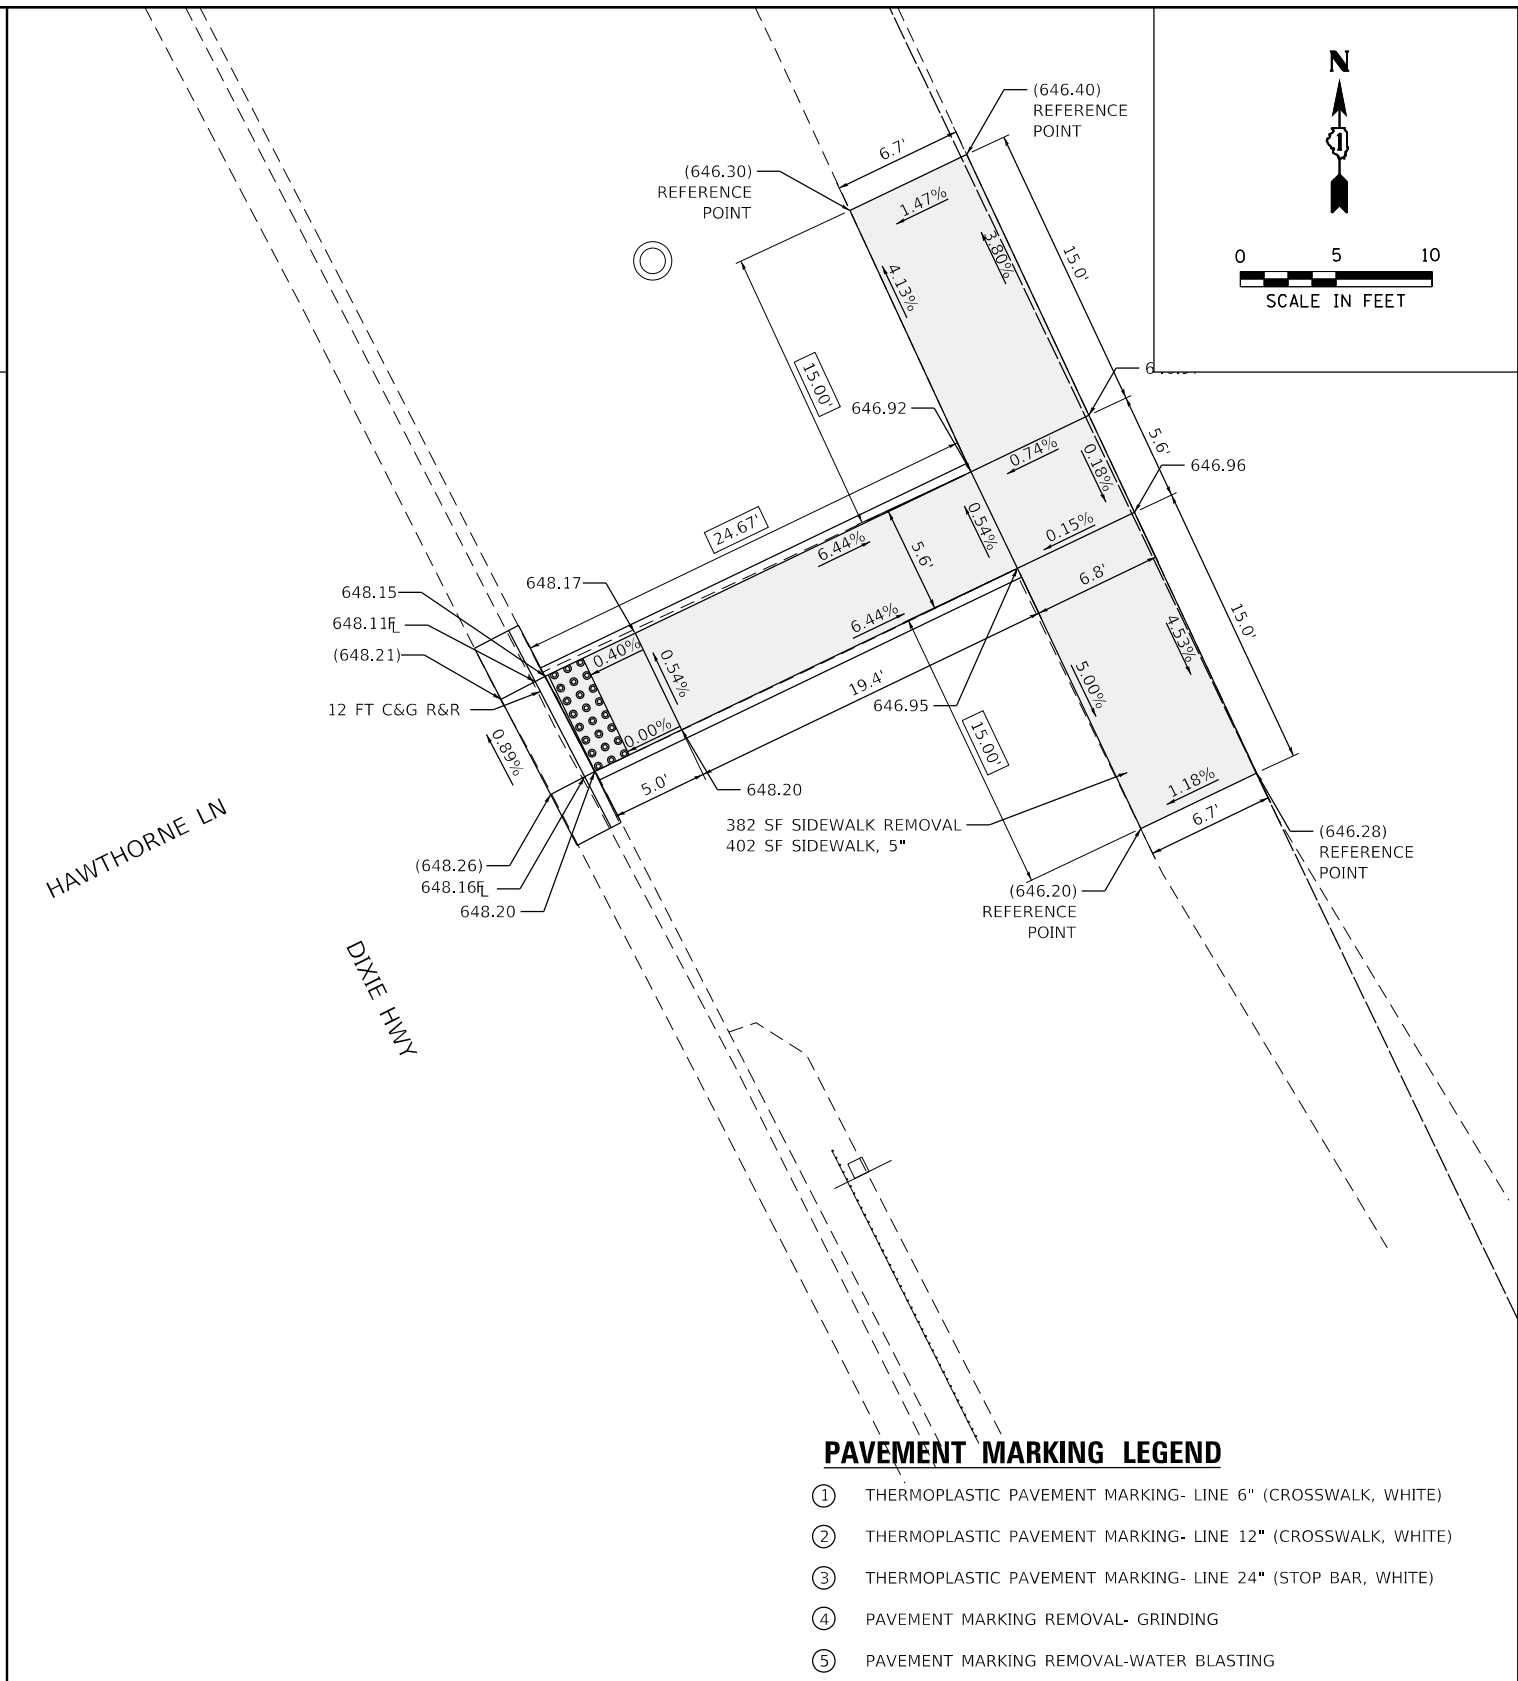 N
1
0 5 10
SCALE IN FEET
(646.40)
REFERENCE
POINT
6.7'
(646.30)
REFERENCE
POINT
1.47%
3.80%
15.0'
4.13%
15.00'
646.92
5.6'
0.74%
0.18%
646.96
24.67'
6.44%
5.6'
0.54%
0.15%
6.8'
648.15
648.17
648.11FL
(648.21)
12 FT C&G R&R
0.40%
0.54%
6.44%
19.4'
646.95
4.53%
15.0'
5.00%
0.89%
0.00%
5.0'
648.20
15.00'
1.18%
6.7'
382 SF SIDEWALK REMOVAL
402 SF SIDEWALK, 5"
(646.28)
REFERENCE
POINT
(646.20)
REFERENCE
POINT
(648.26)
648.16FL
648.20
HAWTHORNE LN
DIXIE HWY
PAVEMENT MARKING LEGEND
1 THERMOPLASTIC PAVEMENT MARKING- LINE 6" (CROSSWALK, WHITE)
2 THERMOPLASTIC PAVEMENT MARKING- LINE 12" (CROSSWALK, WHITE)
3 THERMOPLASTIC PAVEMENT MARKING- LINE 24" (STOP BAR, WHITE)
4 PAVEMENT MARKING REMOVAL- GRINDING
5 PAVEMENT MARKING REMOVAL-WATER BLASTING